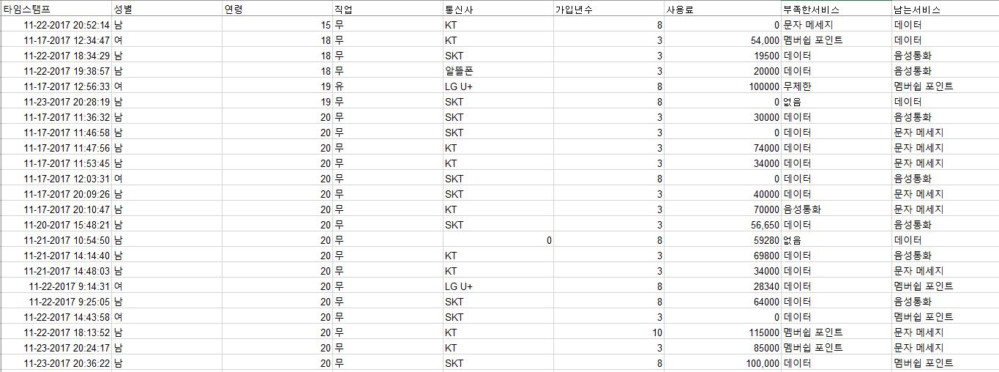 타임스탬프 성별 연령 직업 통신사 가입년수 사용료 부족한서비스 남는서비스
11-22-2017 20:52:14 남 15 무 KT 8 0 문자 메세지 데이터
11-17-2017 12:34:47 여 18 무 KT 3 54,000 멤버쉽 포인트 데이터
11-22-2017 18:34:29 남 18 무 SKT 3 19500 데이터 음성통화
11-22-2017 19:38:57 남 18 무 알뜰폰 3 20000 데이터 음성통화
11-17-2017 12:56:33 여 19 유 LG U+ 8 100000 무제한 멤버쉽 포인트
11-23-2017 20:28:19 남 19 무 SKT 8 0 없음 데이터
11-17-2017 11:36:32 남 20 무 SKT 3 30000 데이터 음성통화
11-17-2017 11:46:58 남 20 무 SKT 3 0 데이터 문자 메세지
11-17-2017 11:47:56 남 20 무 KT 3 74000 데이터 문자 메세지
11-17-2017 11:53:45 남 20 무 KT 3 34000 데이터 문자 메세지
11-17-2017 12:03:31 여 20 무 SKT 8 0 데이터 음성통화
11-17-2017 20:09:26 남 20 무 SKT 3 40000 데이터 문자 메세지
11-17-2017 20:10:47 남 20 무 KT 3 70000 음성통화 문자 메세지
11-20-2017 15:48:21 남 20 무 SKT 3 56,650 데이터 음성통화
11-21-2017 10:54:50 남 20 무 0 8 59280 없음 데이터
11-21-2017 14:14:40 남 20 무 KT 3 69800 데이터 음성통화
11-21-2017 14:48:03 남 20 무 KT 3 34000 데이터 문자 메세지
11-22-2017 9:14:31 여 20 무 LG U+ 8 28340 데이터 멤버쉽 포인트
11-22-2017 9:25:05 남 20 무 SKT 8 64000 데이터 음성통화
11-22-2017 14:43:58 여 20 무 SKT 3 0 데이터 멤버쉽 포인트
11-22-2017 18:13:52 남 20 무 KT 10 115000 멤버쉽 포인트 문자 메세지
11-23-2017 20:24:17 남 20 무 KT 3 85000 멤버쉽 포인트 문자 메세지
11-23-2017 20:36:22 남 20 무 SKT 8 100,000 데이터 멤버쉽 포인트